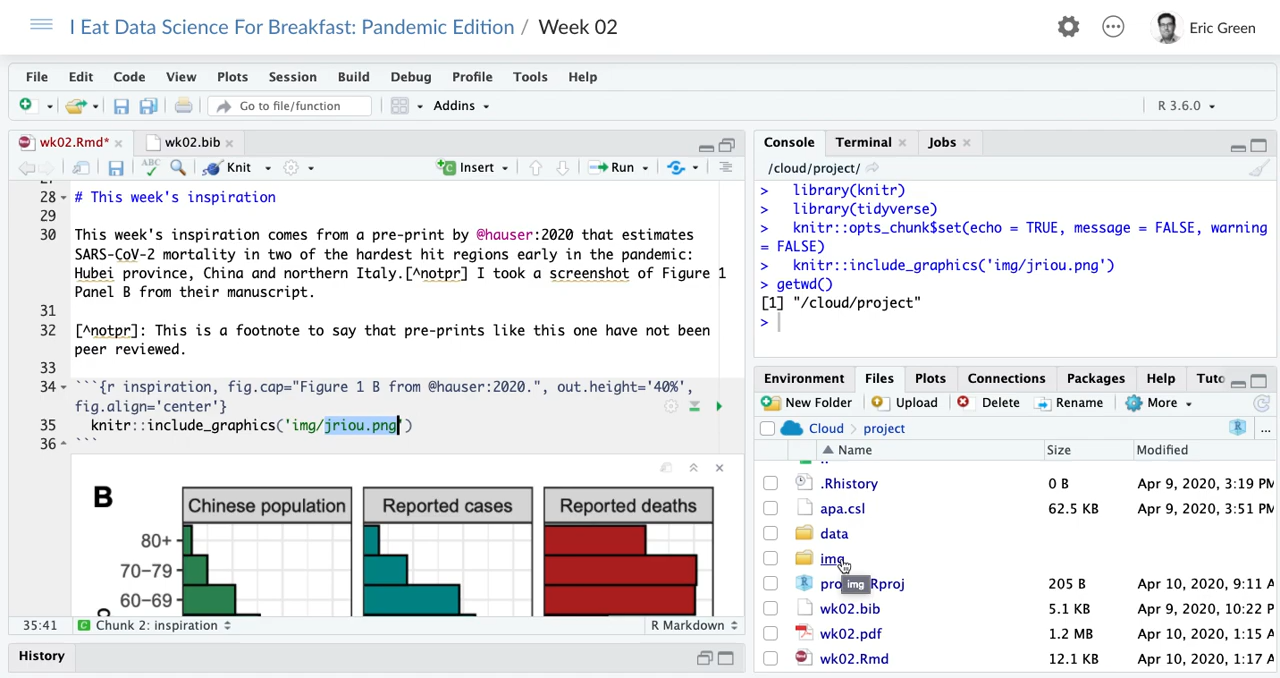 I Eat Data Science For Breakfast: Pandemic Edition / Week 02
Eric Green
File Edit Code View Plots Session Build Debug Profile Tools Help
Go to file/function
Addins
R 3.6.0
wk02.Rmd*
wk02.bib
ABC
Knit
Insert
Run
28 # This week's inspiration
29
30 This week's inspiration comes from a pre-print by @hauser:2020 that estimates
SARS-CoV-2 mortality in two of the hardest hit regions early in the pandemic:
Hubei province, China and northern Italy.[^notpr] I took a screenshot of Figure 1
Panel B from their manuscript.
31
32 [^notpr]: This is a footnote to say that pre-prints like this one have not been
peer reviewed.
33
34 ```{r inspiration, fig.cap="Figure 1 B from @hauser:2020.", out.height='40%',
fig.align='center'}
35 knitr::include_graphics('img/jriou.png')
36 ```
B
Chinese population
Reported cases
Reported deaths
80+
70-79
60-69
35:41
Chunk 2: inspiration
R Markdown
History
Console Terminal Jobs
/cloud/project/
> library(knitr)
> library(tidyverse)
> knitr::opts_chunk$set(echo = TRUE, message = FALSE, warning
= FALSE)
> knitr::include_graphics('img/jriou.png')
> getwd()
[1] "/cloud/project"
>
Environment Files Plots Connections Packages Help Tuto
New Folder Upload Delete Rename More
Cloud project
...
Name Size Modified
..
.Rhistory 0 B Apr 9, 2020, 3:19 PM
apa.csl 62.5 KB Apr 9, 2020, 3:51 PM
data
img
img
Rproj 205 B Apr 10, 2020, 9:11 A
wk02.bib 5.1 KB Apr 9, 2020, 10:22 P
wk02.pdf 1.2 MB Apr 10, 2020, 1:15 A
wk02.Rmd 12.1 KB Apr 10, 2020, 1:17 A